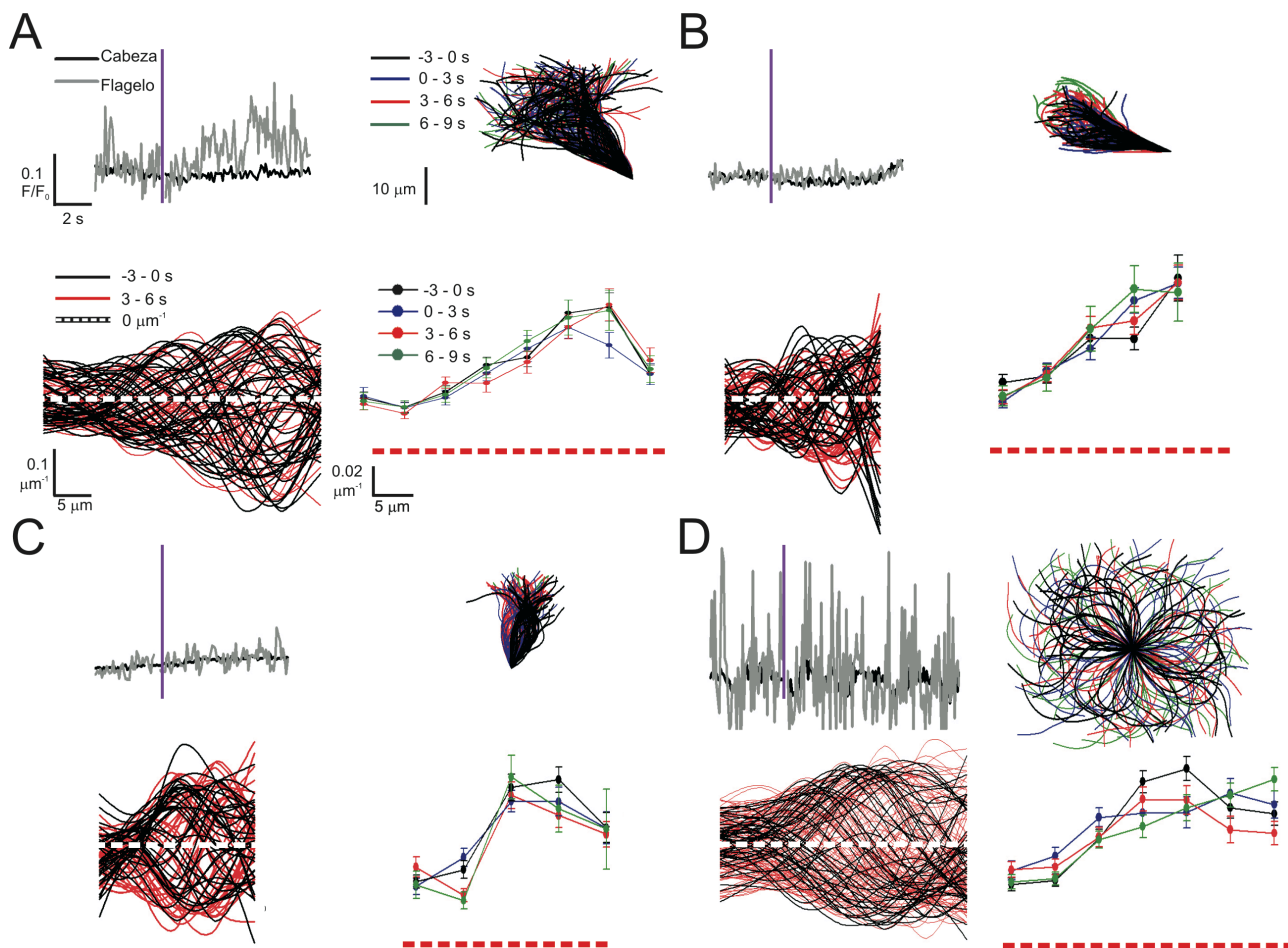 A
Cabeza
Flagelo
0.1
F/F₀
2 s
-3 - 0 s
0 - 3 s
3 - 6 s
6 - 9 s
10 μm
B
-3 - 0 s
3 - 6 s
0 μm⁻¹
0.1
μm⁻¹
5 μm
-3 - 0 s
0 - 3 s
3 - 6 s
6 - 9 s
0.02
μm⁻¹
5 μm
C
D